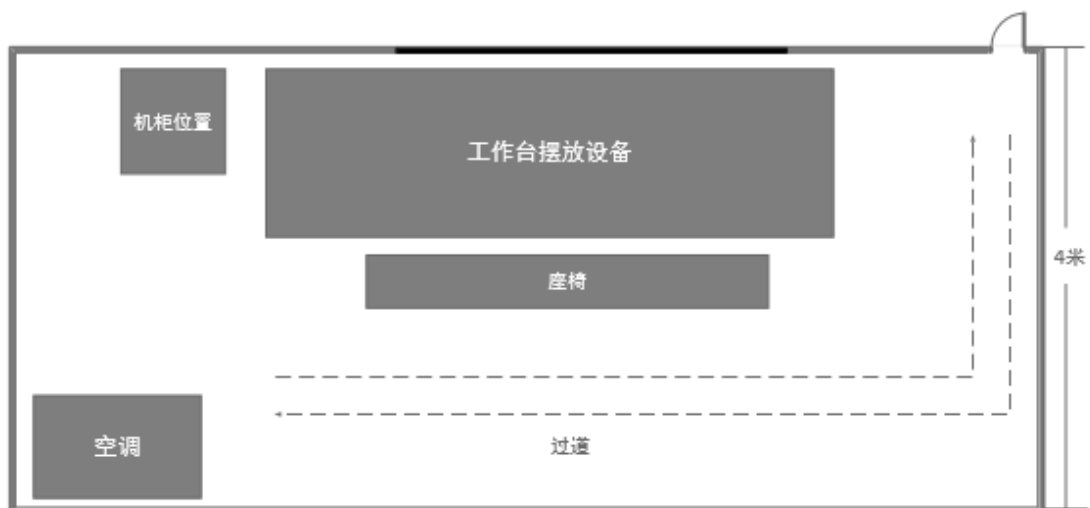 机柜位置
工作台摆放设备
座椅
4米
空调
过道